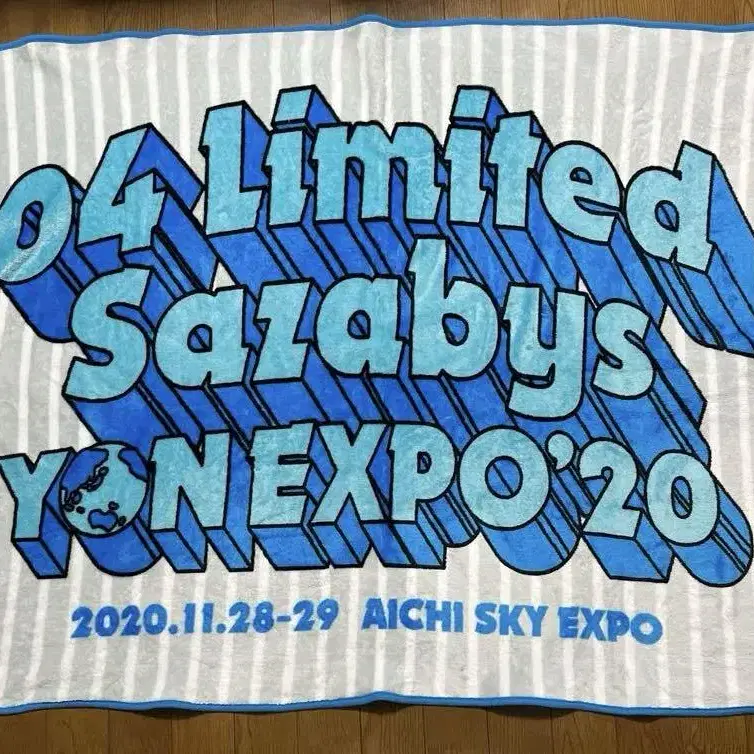 04 Limited
Sazabys
YON EXPO'20
2020.11.28-29 AICHI SKY EXPO